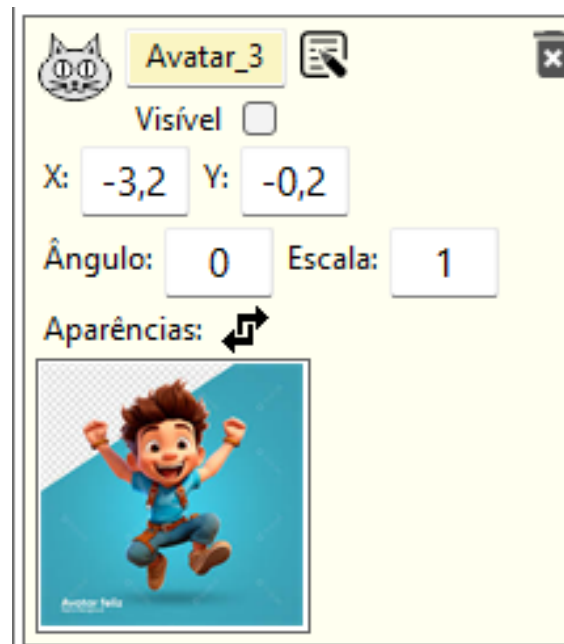 Avatar_3
Visível
X: -3,2 Y: -0,2
Ângulo: 0 Escala: 1
Aparências:
Avatar feliz